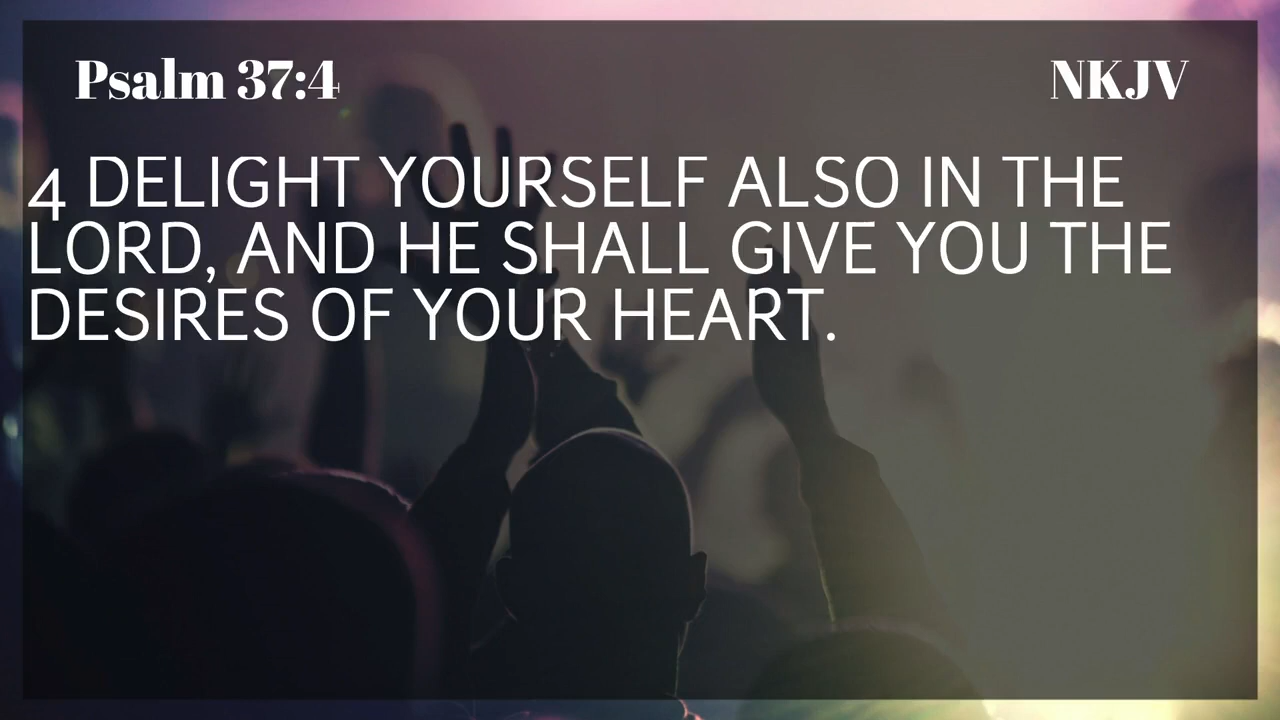 Psalm 37:4 NKJV
4 DELIGHT YOURSELF ALSO IN THE
LORD, AND HE SHALL GIVE YOU THE
DESIRES OF YOUR HEART.